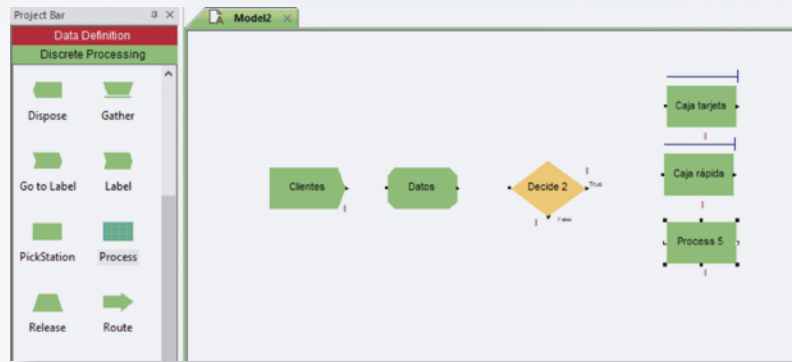 Project Bar
Data Definition
Discrete Processing
Dispose
Gather
Go to Label
Label
PickStation
Process
Release
Route
Model2
Clientes
Datos
Decide 2
True
False
Caja tarjeta
Caja rápida
Process 5